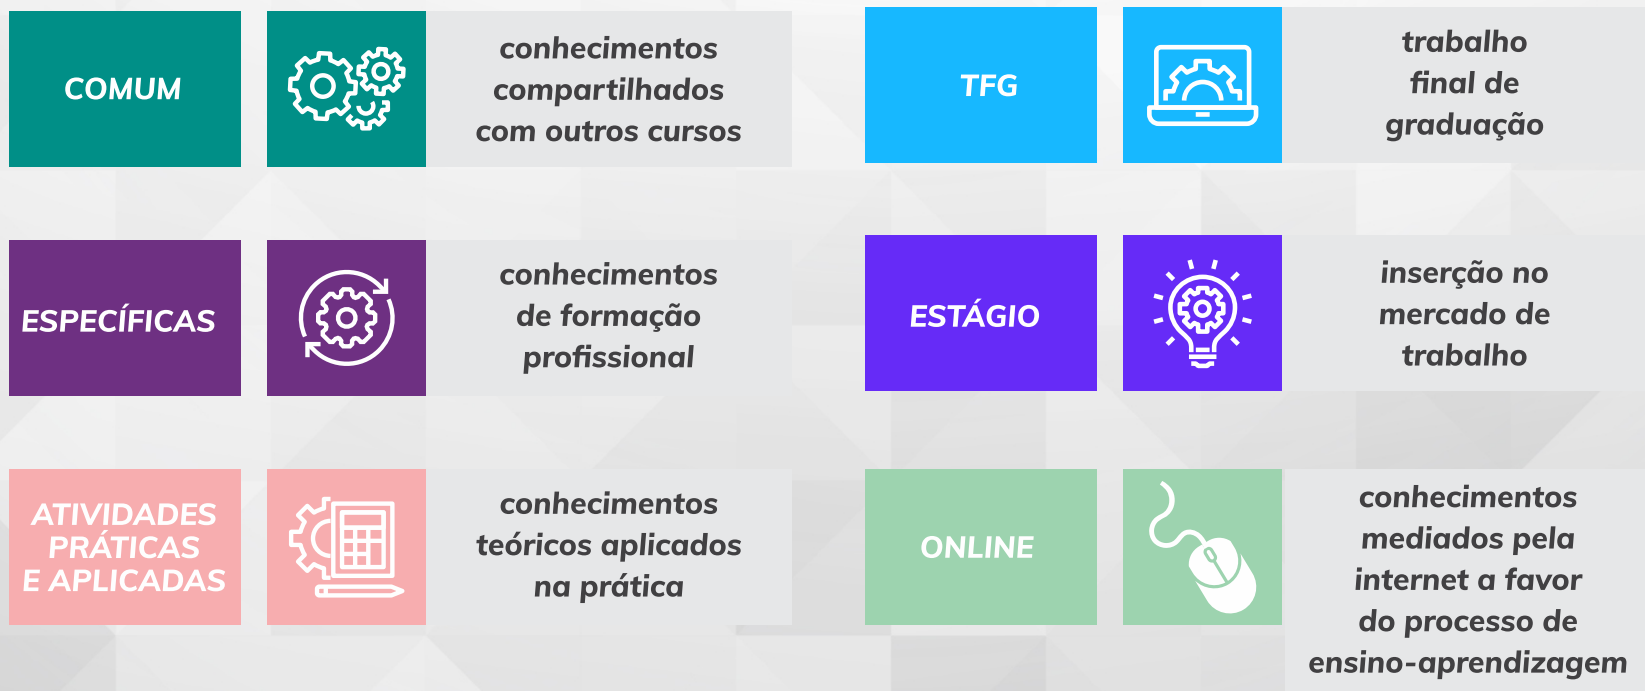 COMUM
conhecimentos
compartilhados
com outros cursos
TFG
trabalho
final de
graduação
ESPECÍFICAS
conhecimentos
de formação
profissional
ESTÁGIO
inserção no
mercado de
trabalho
ATIVIDADES
PRÁTICAS
E APLICADAS
conhecimentos
teóricos aplicados
na prática
ONLINE
conhecimentos
mediados pela
internet a favor
do processo de
ensino-aprendizagem